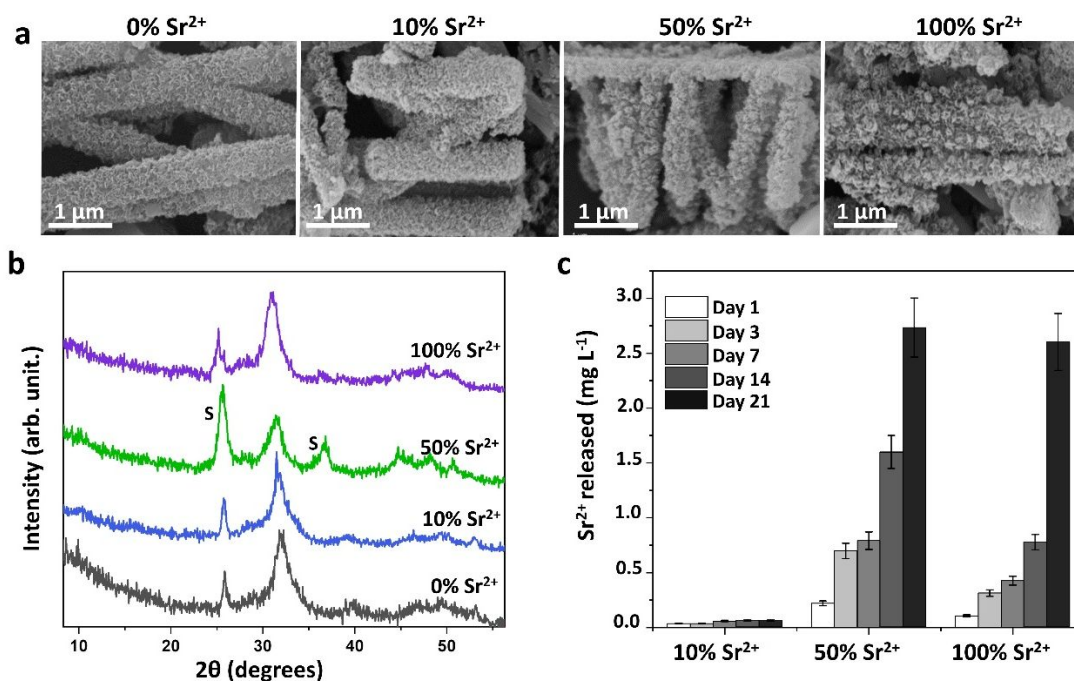 a
0% Sr²⁺
10% Sr²⁺
50% Sr²⁺
100% Sr²⁺
1 μm
1 μm
1 μm
1 μm
b
Intensity (arb. unit.)
100% Sr²⁺
S
S
50% Sr²⁺
10% Sr²⁺
0% Sr²⁺
10
20
30
40
50
2θ (degrees)
c
Sr²⁺ released (mg L⁻¹)
3.0
2.5
2.0
1.5
1.0
0.5
0.0
Day 1
Day 3
Day 7
Day 14
Day 21
10% Sr²⁺
50% Sr²⁺
100% Sr²⁺